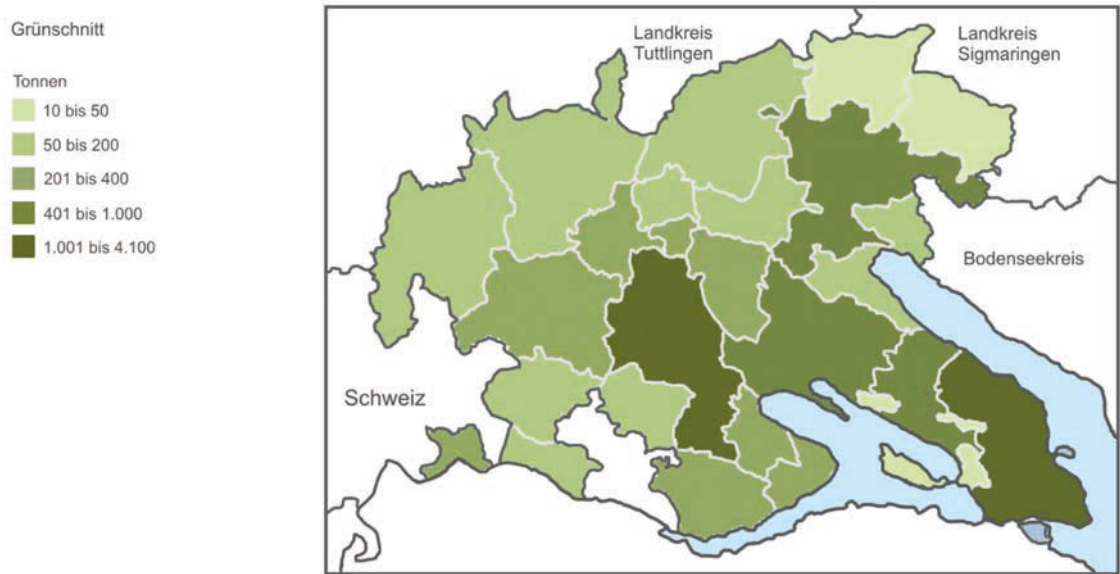 Grünschnitt
Tonnen
10 bis 50
50 bis 200
201 bis 400
401 bis 1.000
1.001 bis 4.100
Landkreis
Tuttlingen
Landkreis
Sigmaringen
Bodenseekreis
Schweiz